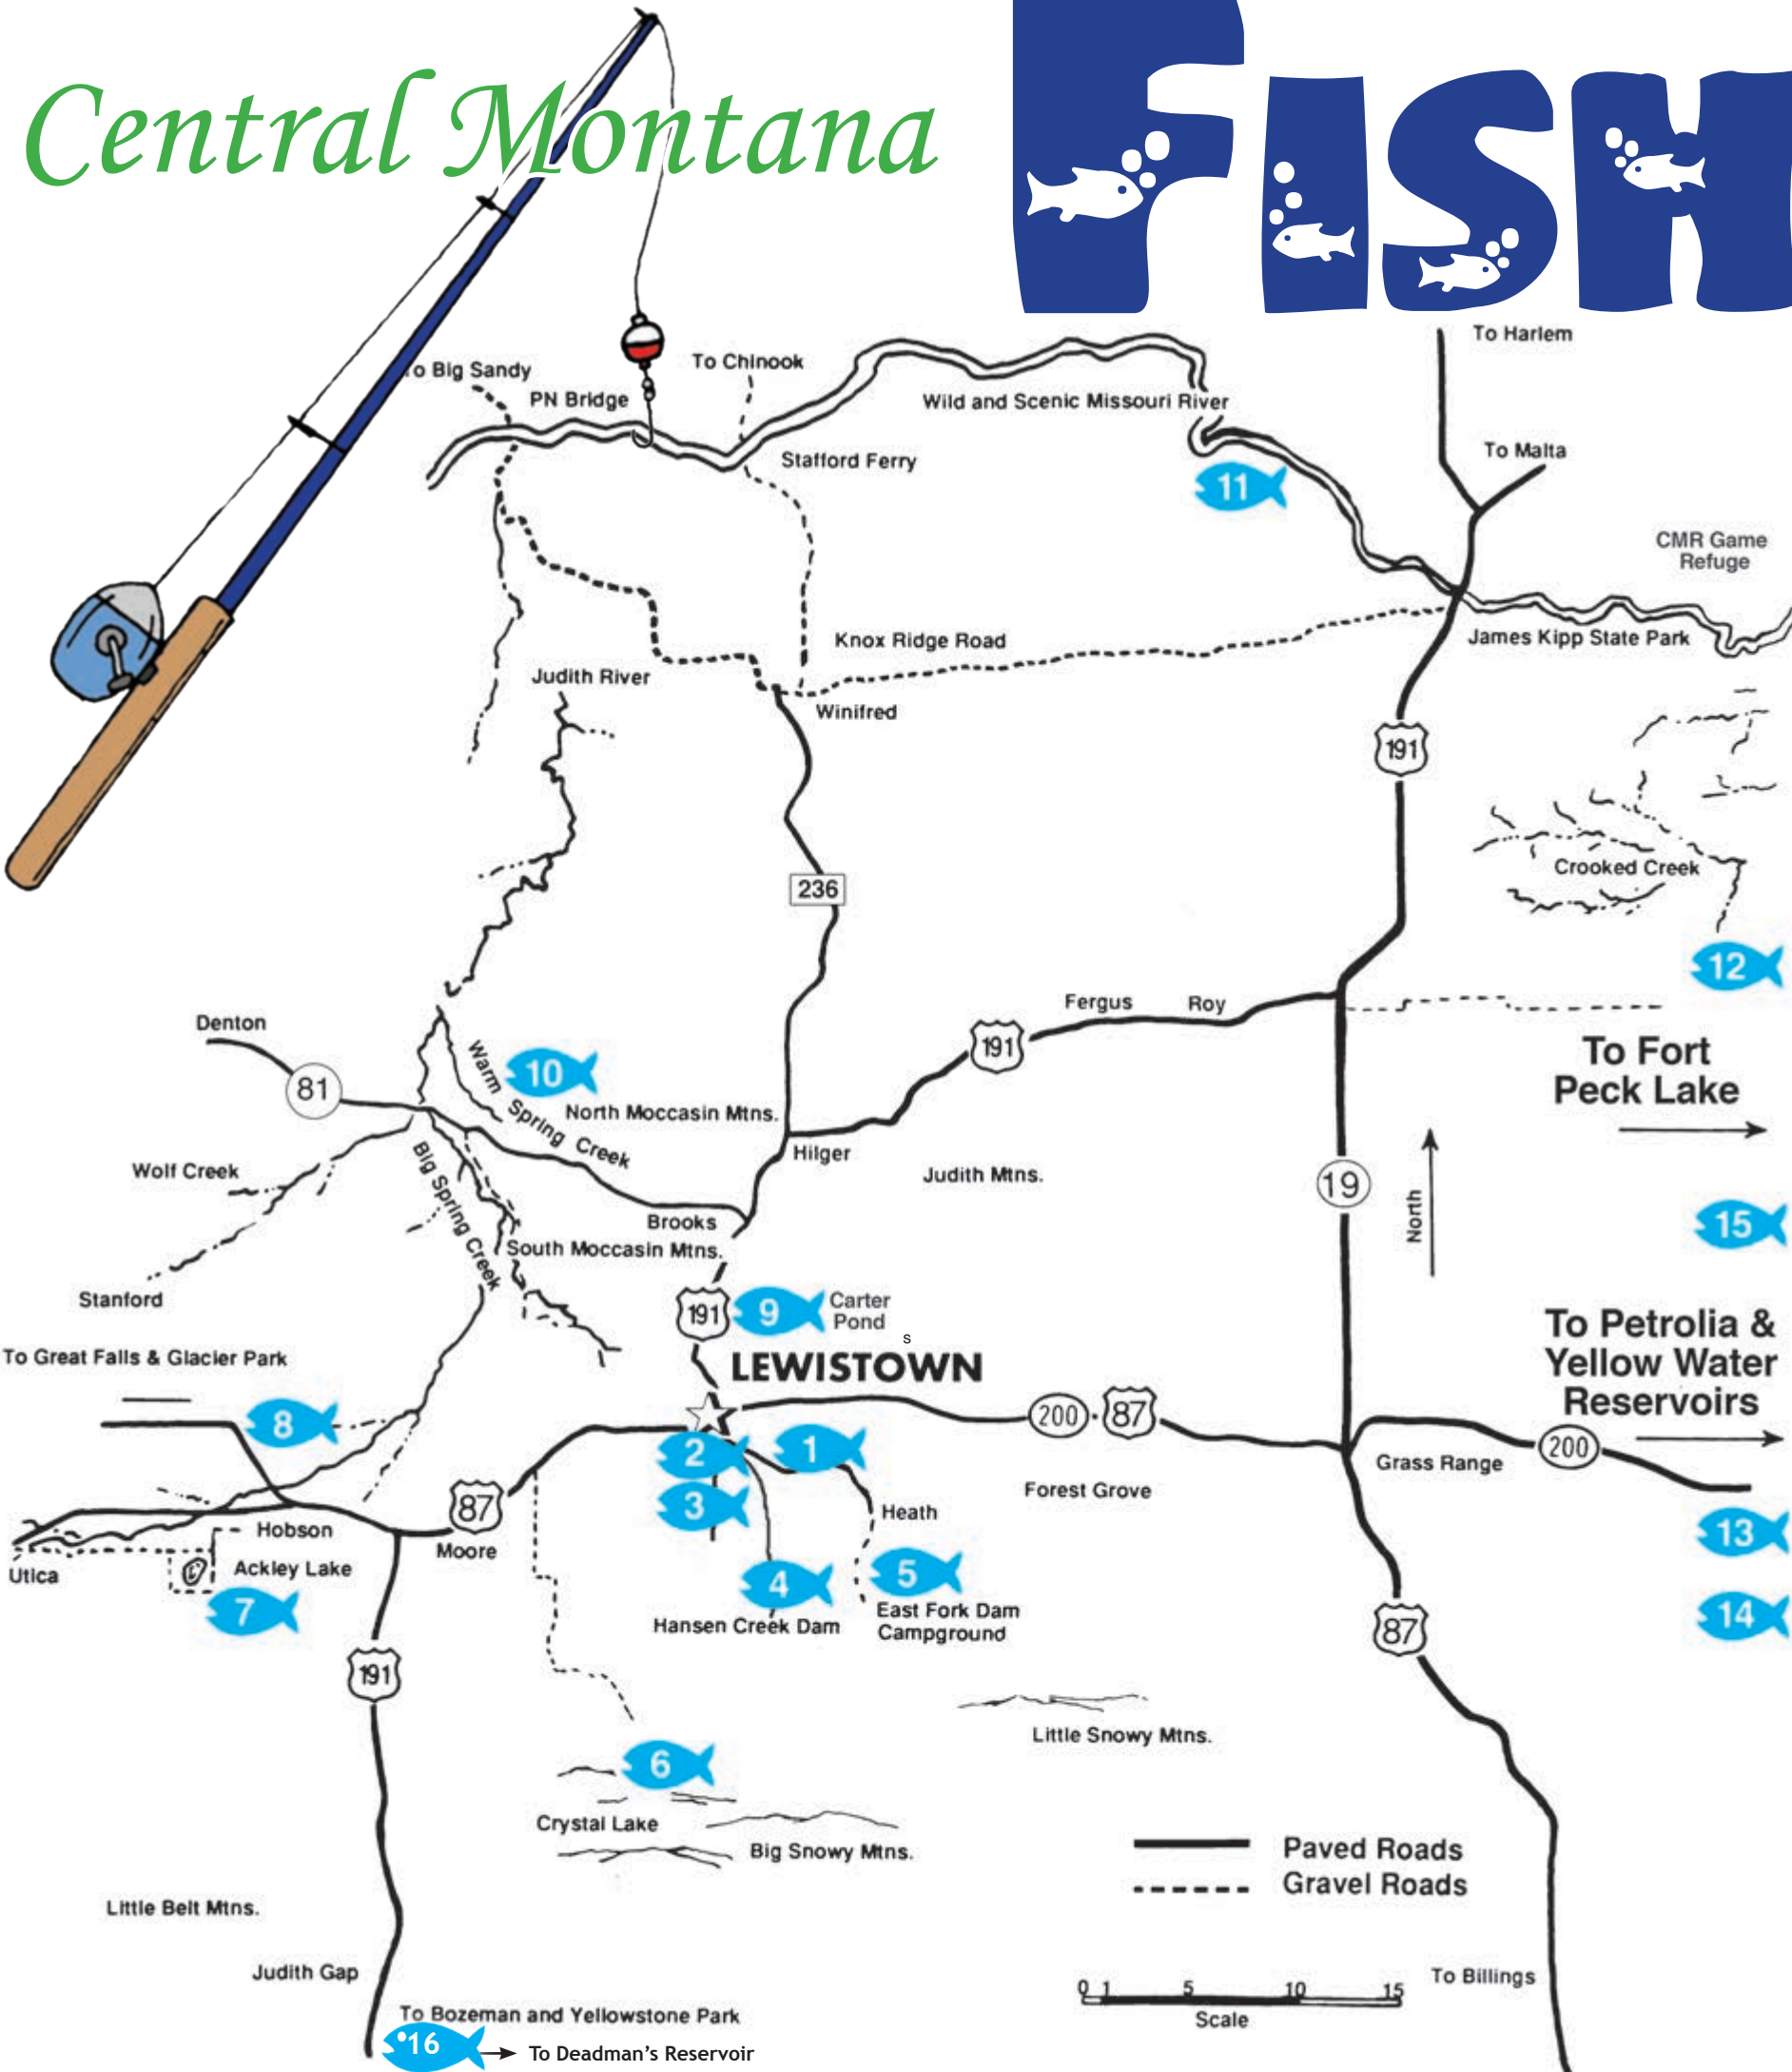 Central Montana
FISH
To Harlem
To Chinook
o Big Sandy
PN Bridge
Wild and Scenic Missouri River
To Malta
Stafford Ferry
11
CMR Game
Refuge
Knox Ridge Road
James Kipp State Park
Judith River
Winifred
191
Crooked Creek
236
12
Fergus
Roy
Denton
191
Warm Spring Creek
10
81
To Fort
Peck Lake
North Moccasin Mtns.
Hilger
Wolf Creek
Big Spring Creek
Judith Mtns.
19
North
Brooks
15
South Moccasin Mtns.
Stanford
191
9
Carter
Pond
s
To Petrolia &
Yellow Water
Reservoirs
To Great Falls & Glacier Park
LEWISTOWN
8
200
87
2
1
Grass Range
200
Forest Grove
87
3
Heath
13
Hobson
Moore
Utica
Ackley Lake
7
4
5
Hansen Creek Dam
East Fork Dam
Campground
14
87
191
Little Snowy Mtns.
6
Crystal Lake
Big Snowy Mtns.
Paved Roads
Gravel Roads
Little Belt Mtns.
Judith Gap
To Billings
0 1 5 10 15
Scale
To Bozeman and Yellowstone Park
16
To Deadman's Reservoir